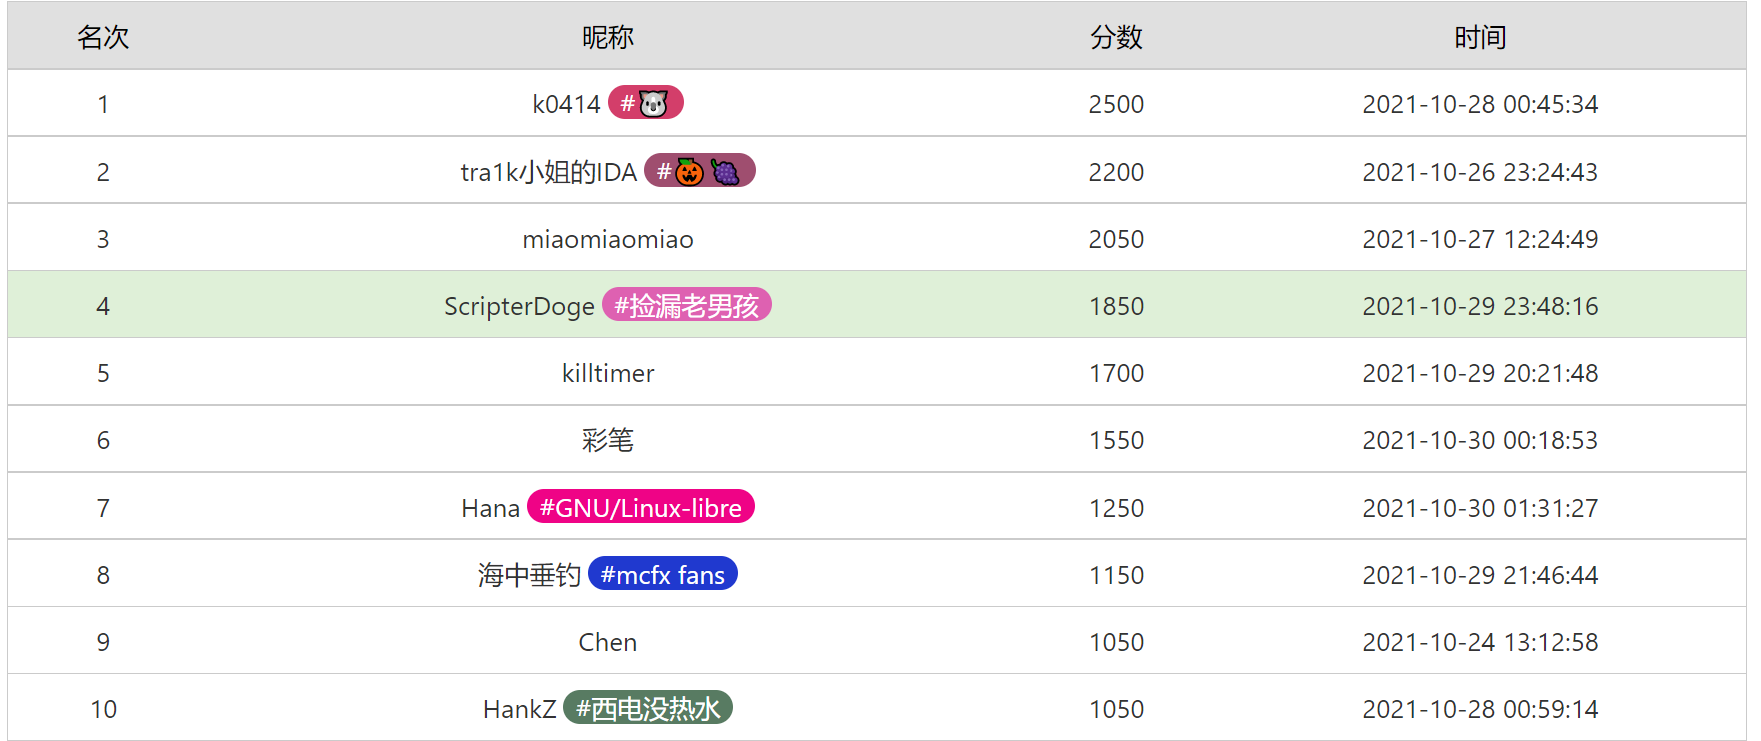 名次 昵称 分数 时间
1 k0414 #🐨 2500 2021-10-28 00:45:34
2 tra1k小姐的IDA #🎃🍇 2200 2021-10-26 23:24:43
3 miaomiaomiao 2050 2021-10-27 12:24:49
4 ScripterDoge #捡漏老男孩 1850 2021-10-29 23:48:16
5 killtimer 1700 2021-10-29 20:21:48
6 彩笔 1550 2021-10-30 00:18:53
7 Hana #GNU/Linux-libre 1250 2021-10-30 01:31:27
8 海中垂钓 #mcfx fans 1150 2021-10-29 21:46:44
9 Chen 1050 2021-10-24 13:12:58
10 HankZ #西电没热水 1050 2021-10-28 00:59:14